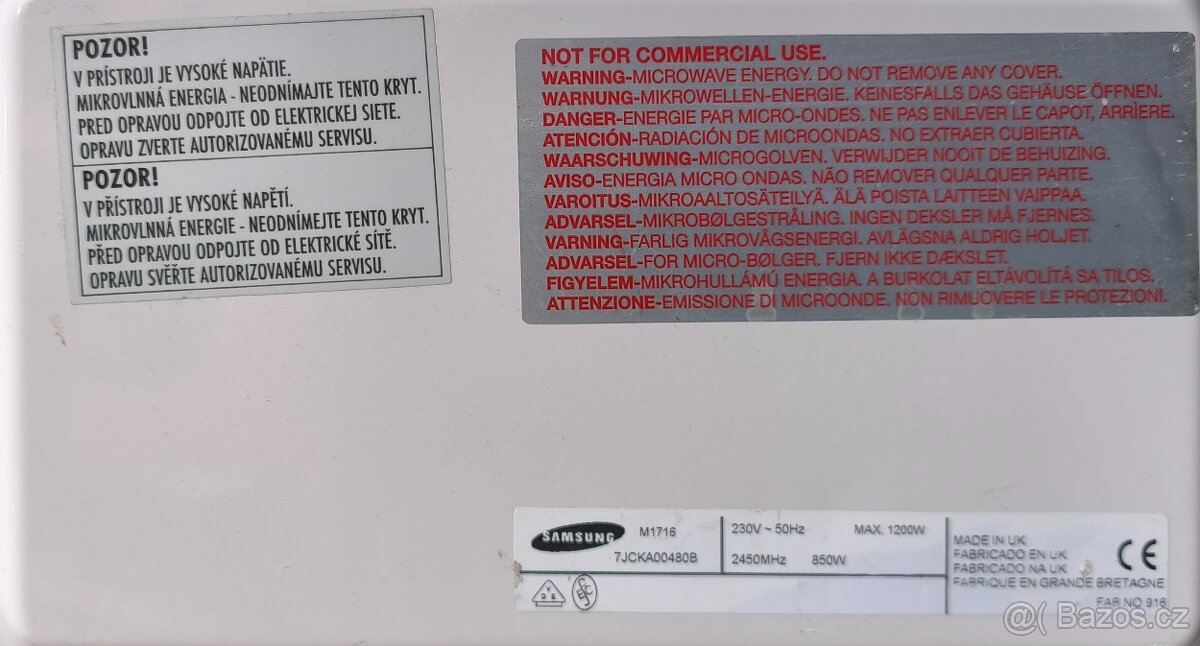 POZOR!
V PRÍSTROJI JE VYSOKÉ NAPÄTIE.
MIKROVLNNÁ ENERGIA - NEODNÍMAJTE TENTO KRYT.
PRED OPRAVOU ODPOJTE OD ELEKTRICKEJ SIETE.
OPRAVU ZVERTE AUTORIZOVANÉMU SERVISU.
POZOR!
V PŘÍSTROJI JE VYSOKÉ NAPĚTÍ.
MIKROVLNNÁ ENERGIE - NEODNÍMEJTE TENTO KRYT.
PŘED OPRAVOU ODPOJTE OD ELEKTRICKÉ SÍTĚ.
OPRAVU SVĚŘTE AUTORIZOVANÉMU SERVISU.
NOT FOR COMMERCIAL USE.
WARNING-MICROWAVE ENERGY. DO NOT REMOVE ANY COVER.
WARNUNG-MIKROWELLEN-ENERGIE. KEINESFALLS DAS GEHÄUSE ÖFFNEN.
DANGER-ENERGIE PAR MICRO-ONDES. NE PAS ENLEVER LE CAPOT, ARRIÈRE.
ATENCIÓN-RADIACIÓN DE MICROONDAS. NO EXTRAER CUBIERTA.
WAARSCHUWING-MICROGOLVEN. VERWIJDER NOOIT DE BEHUIZING.
AVISO-ENERGIA MICRO ONDAS. NÃO REMOVER QUALQUER PARTE.
VAROITUS-MIKROAALTOSÄTEILYÄ. ÄLÄ POISTA LAITTEEN VAIPPAA.
ADVARSEL-MIKROBØLGESTRÅLING. INGEN DEKSLER MÅ FJERNES.
VARNING-FARLIG MIKROVÅGSENERGI. AVLÄGSNA ALDRIG HOLJET.
ADVARSEL-FOR MICRO-BØLGER. FJERN IKKE DÆKSLET.
FIGYELEM-MIKROHULLÁMÚ ENERGIA. A BURKOLAT ELTÁVOLÍTÁ SA TILOS.
ATTENZIONE-EMISSIONE DI MICROONDE. NON RIMUOVERE LE PROTEZIONI.
SAMSUNG M1716
7JCKA00480B
230V ~ 50Hz MAX. 1200W
2450MHz 850W
MADE IN UK
FABRICADO EN UK
FABRICADO NA UK
FABRIQUE EN GRANDE BRETAGNE
FAB NO 916
CE
VDE
@( Bazoš.cz